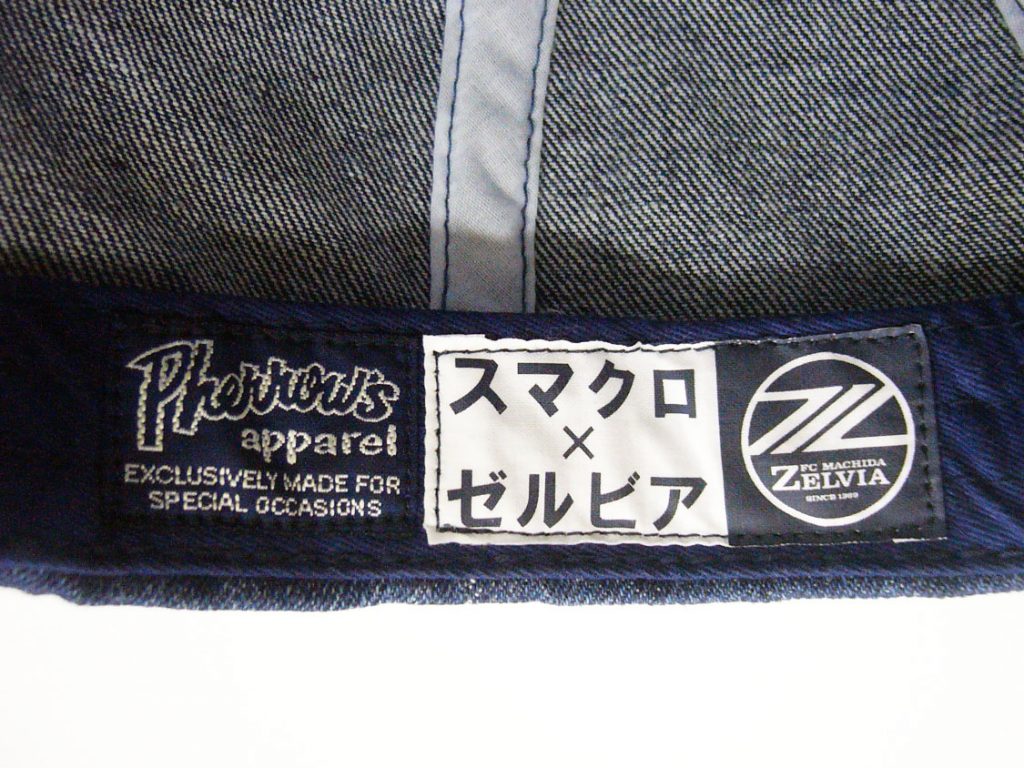 Pherrow's
apparel
EXCLUSIVELY MADE FOR
SPECIAL OCCASIONS
スマクロ
×
ゼルビア
FC MACHIDA
ZELVIA
SINCE 1989